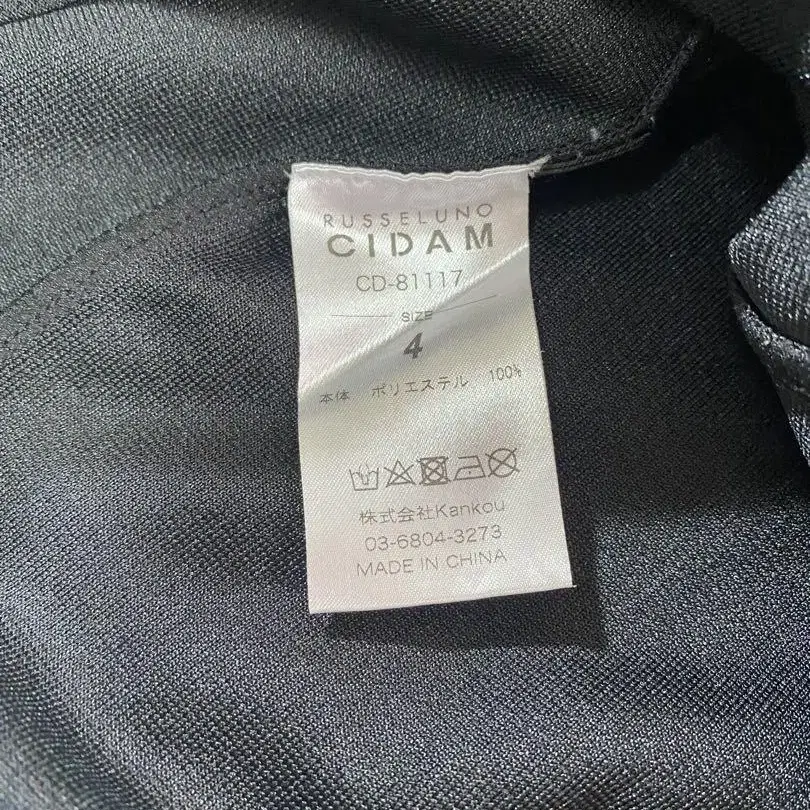 RUSSELUNO
CIDAM
CD-81117
SIZE
4
本体 ポリエステル 100%
株式会社Kankou
03-6804-3273
MADE IN CHINA